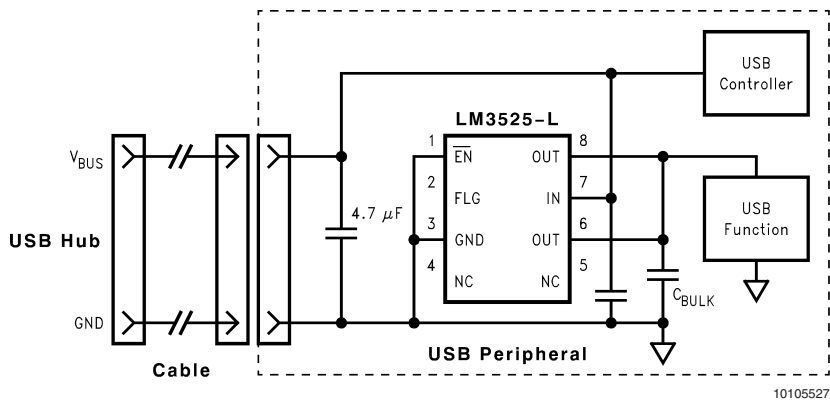 USB
Controller
LM3525-L
1
8
V_BUS
EN
OUT
2
7
FLG
IN
4.7 μF
3
6
USB
Function
USB Hub
GND
OUT
4
5
NC
NC
C_BULK
GND
USB Peripheral
Cable
10105527